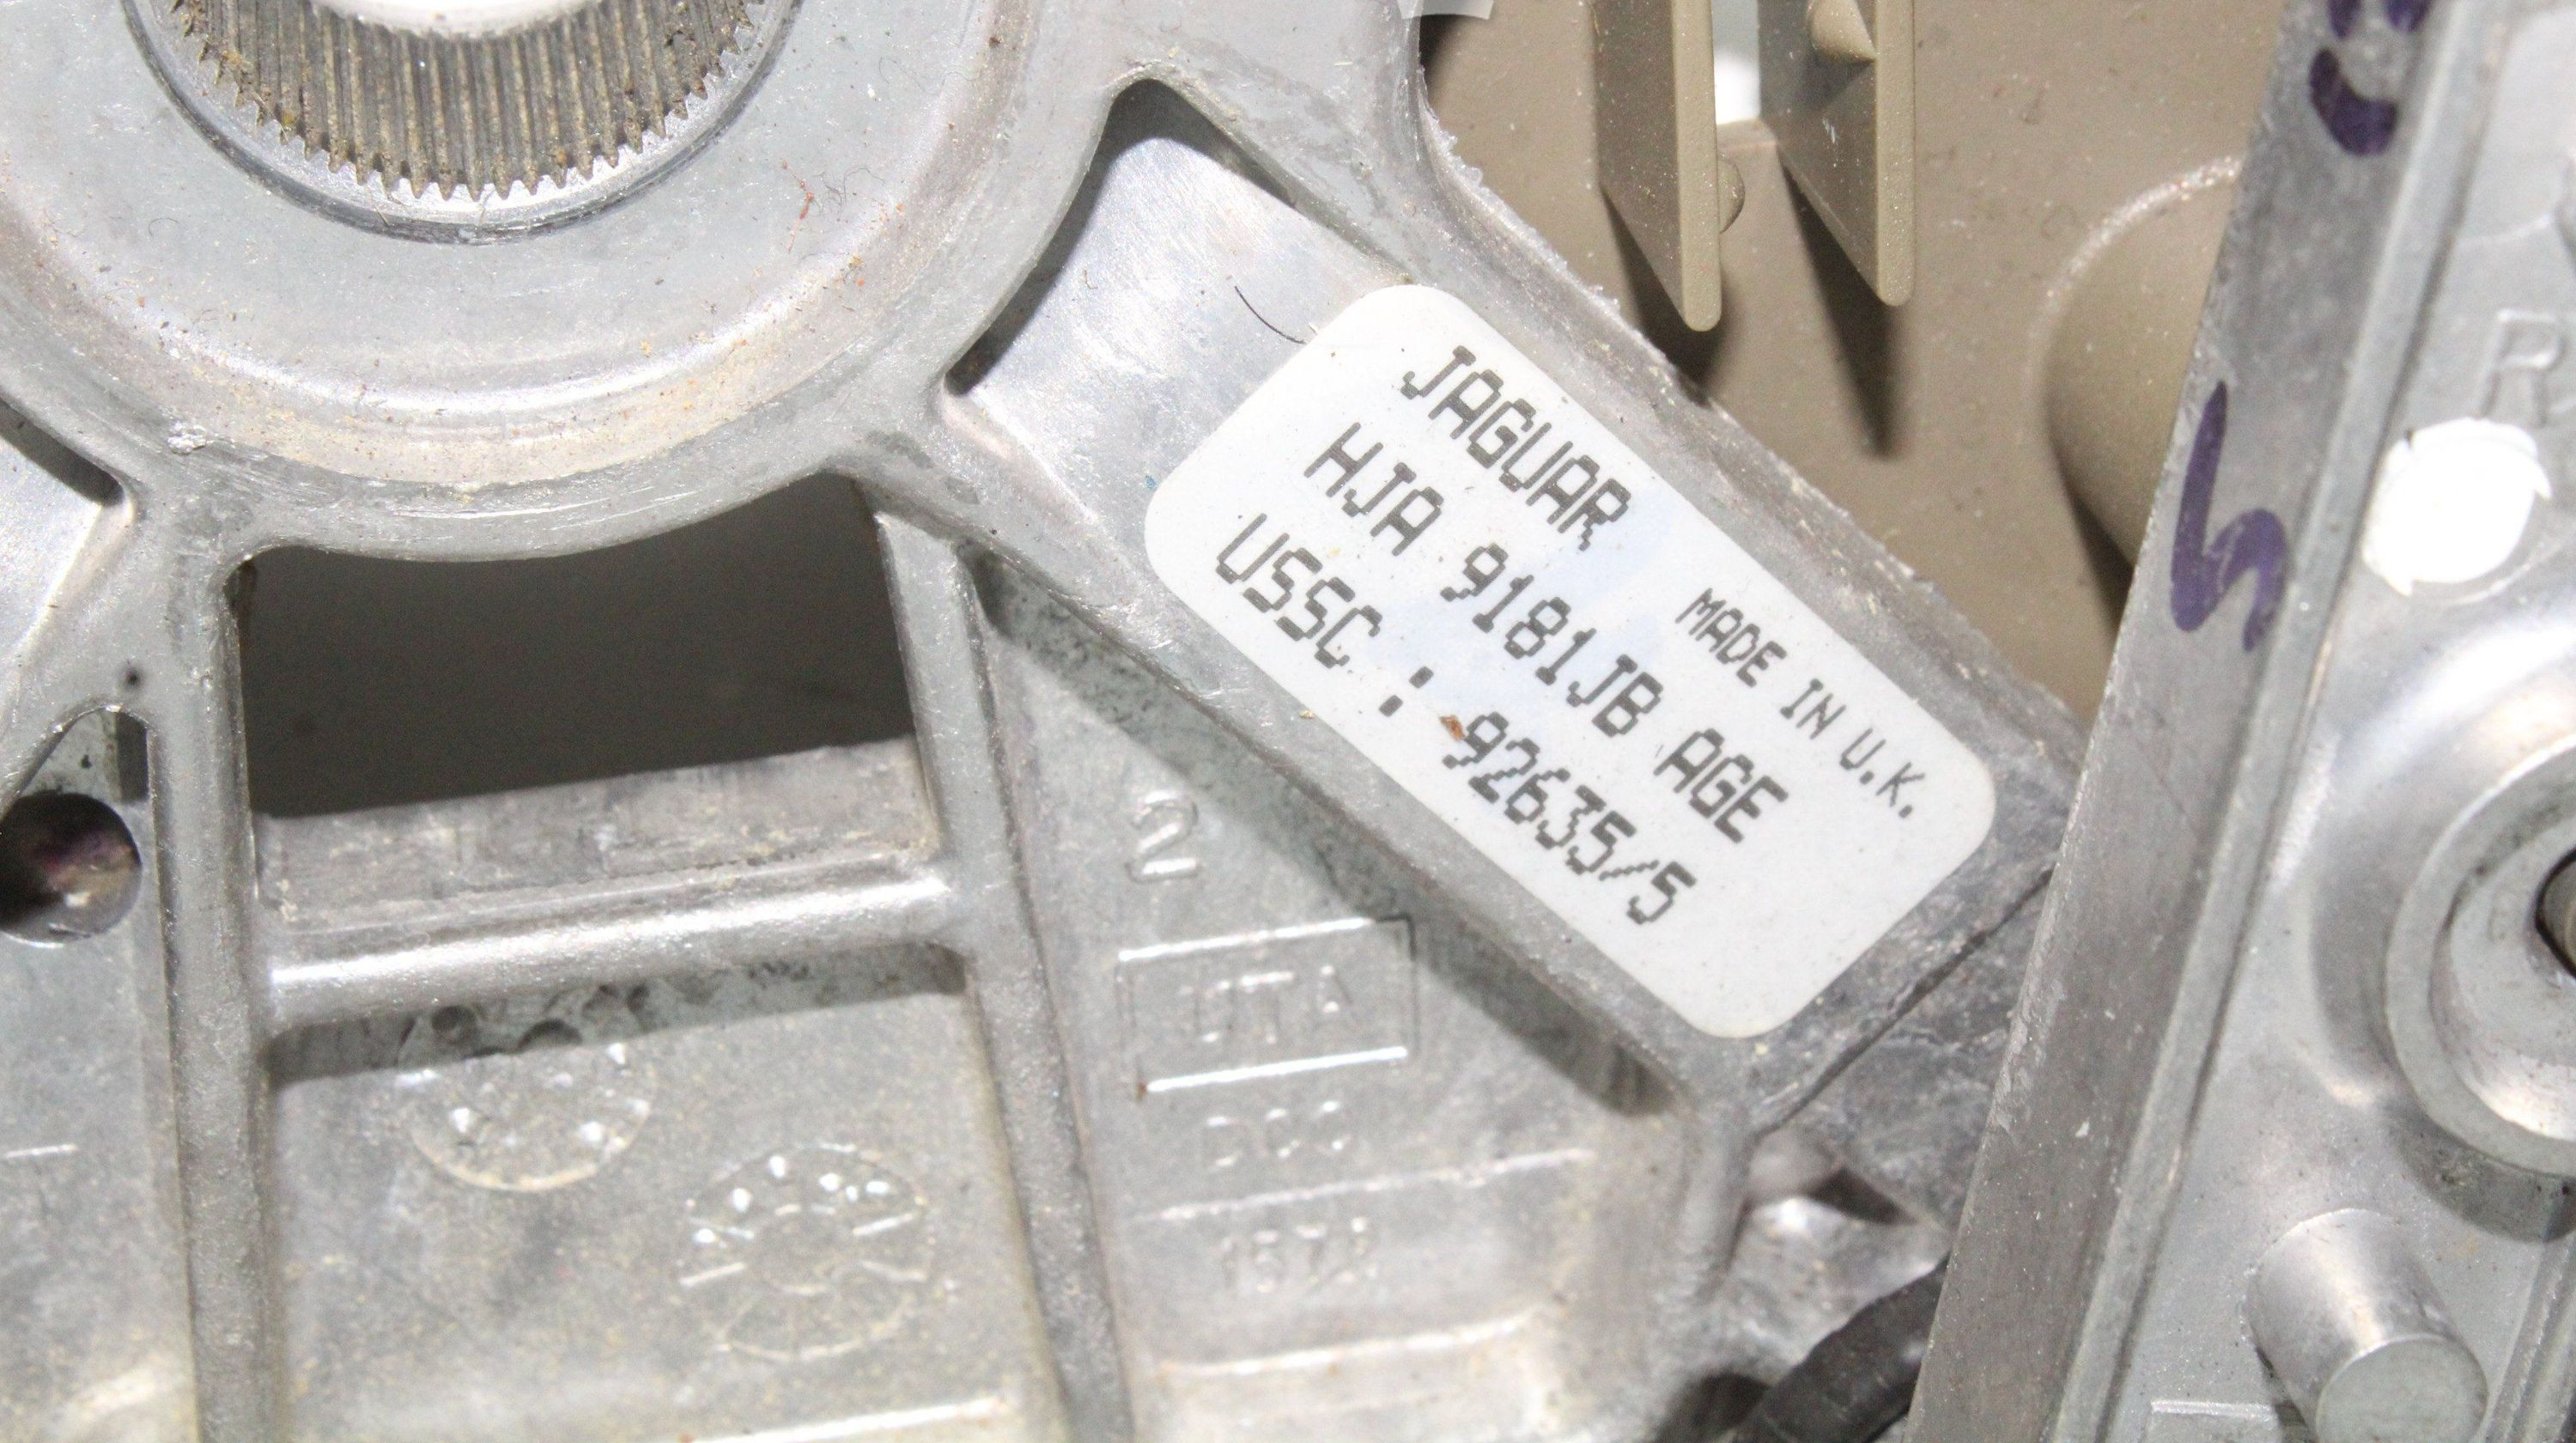 JAGUAR
MADE IN U.K.
HJA 9181JB AGE
USSC : 92635/5
2
R